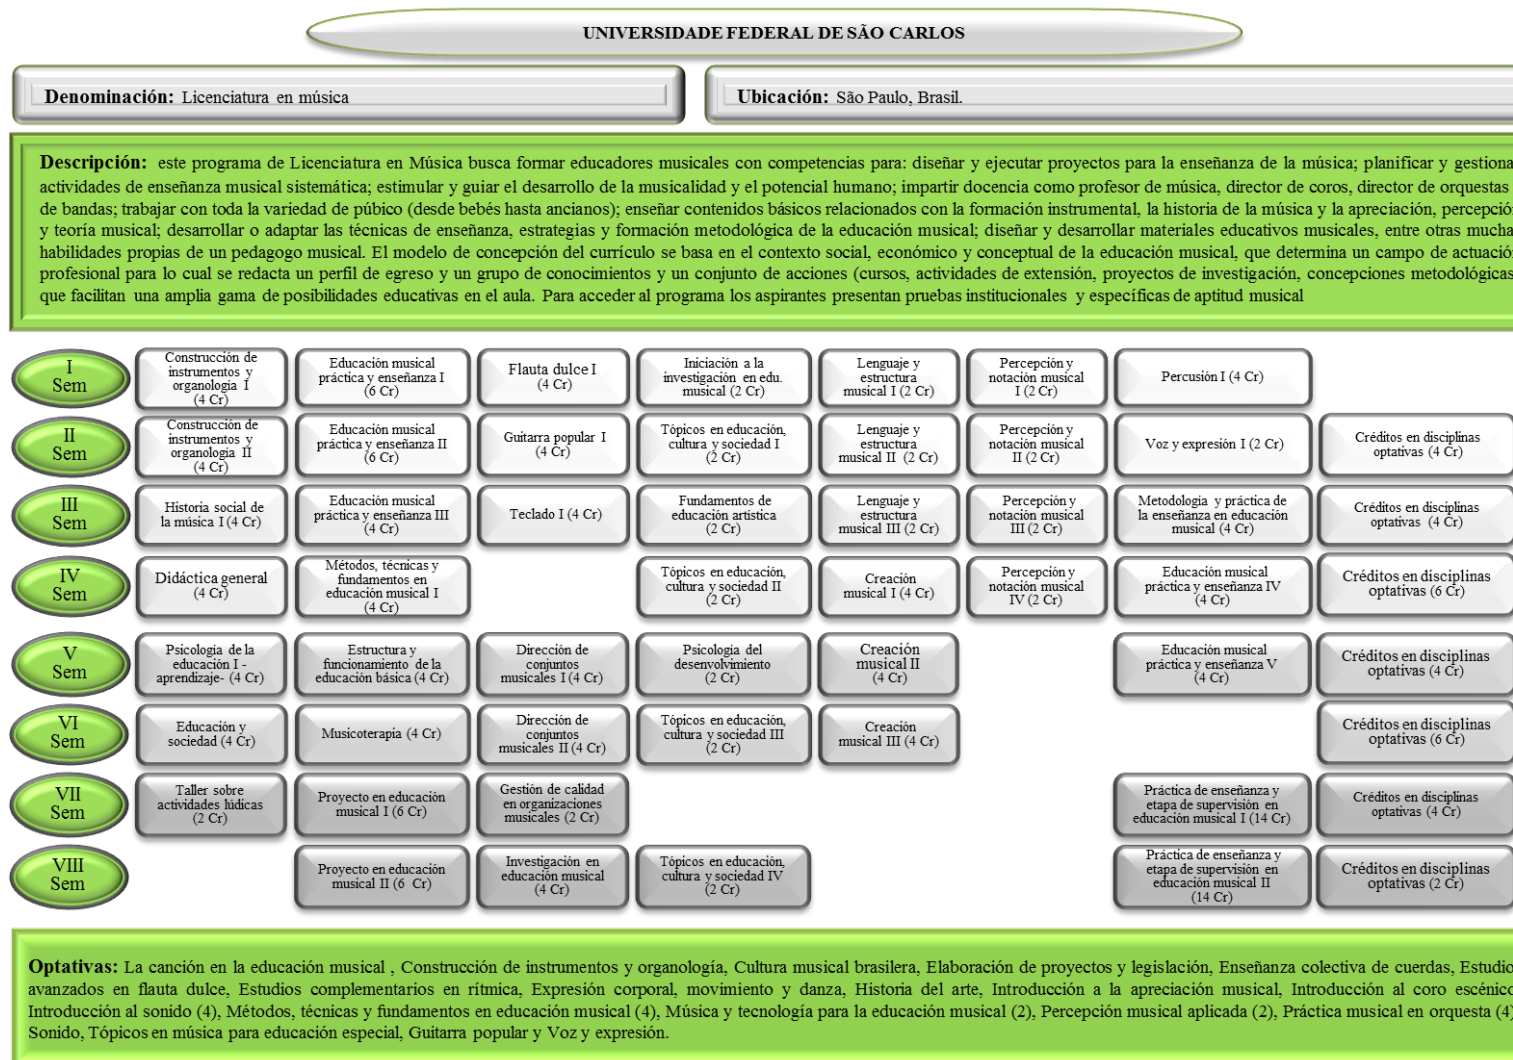 UNIVERSIDADE FEDERAL DE SÃO CARLOS
Denominación: Licenciatura en música
Ubicación: São Paulo, Brasil.
Descripción: este programa de Licenciatura en Música busca formar educadores musicales con competencias para: diseñar y ejecutar proyectos para la enseñanza de la música; planificar y gestiona
actividades de enseñanza musical sistemática; estimular y guiar el desarrollo de la musicalidad y el potencial humano; impartir docencia como profesor de música, director de coros, director de orquestas
de bandas; trabajar con toda la variedad de púbico (desde bebés hasta ancianos); enseñar contenidos básicos relacionados con la formación instrumental, la historia de la música y la apreciación, percepció
y teoría musical; desarrollar o adaptar las técnicas de enseñanza, estrategias y formación metodológica de la educación musical; diseñar y desarrollar materiales educativos musicales, entre otras mucha
habilidades propias de un pedagogo musical. El modelo de concepción del currículo se basa en el contexto social, económico y conceptual de la educación musical, que determina un campo de actuació
profesional para lo cual se redacta un perfil de egreso y un grupo de conocimientos y un conjunto de acciones (cursos, actividades de extensión, proyectos de investigación, concepciones metodológicas
que facilitan una amplia gama de posibilidades educativas en el aula. Para acceder al programa los aspirantes presentan pruebas institucionales y específicas de aptitud musical
I
Sem
Construcción de
instrumentos y
organología I
(4 Cr)
Educación musical
práctica y enseñanza I
(6 Cr)
Flauta dulce I
(4 Cr)
Iniciación a la
investigación en edu.
musical (2 Cr)
Lenguaje y
estructura
musical I (2 Cr)
Percepción y
notación musical
I (2 Cr)
Percusión I (4 Cr)
II
Sem
Construcción de
instrumentos y
organología II
(4 Cr)
Educación musical
práctica y enseñanza II
(6 Cr)
Guitarra popular I
(4 Cr)
Tópicos en educación,
cultura y sociedad I
(2 Cr)
Lenguaje y
estructura
musical II (2 Cr)
Percepción y
notación musical
II (2 Cr)
Voz y expresión I (2 Cr)
Créditos en disciplinas
optativas (4 Cr)
III
Sem
Historia social de
la música I (4 Cr)
Educación musical
práctica y enseñanza III
(4 Cr)
Teclado I (4 Cr)
Fundamentos de
educación artística
(2 Cr)
Lenguaje y
estructura
musical III (2 Cr)
Percepción y
notación musical
III (2 Cr)
Metodología y práctica de
la enseñanza en educación
musical (4 Cr)
Créditos en disciplinas
optativas (4 Cr)
IV
Sem
Didáctica general
(4 Cr)
Métodos, técnicas y
fundamentos en
educación musical I
(4 Cr)
Tópicos en educación,
cultura y sociedad II
(2 Cr)
Creación
musical I (4 Cr)
Percepción y
notación musical
IV (2 Cr)
Educación musical
práctica y enseñanza IV
(4 Cr)
Créditos en disciplinas
optativas (6 Cr)
V
Sem
Psicología de la
educación I -
aprendizaje- (4 Cr)
Estructura y
funcionamiento de la
educación básica (4 Cr)
Dirección de
conjuntos
musicales I (4 Cr)
Psicología del
desenvolvimiento
(2 Cr)
Creación
musical II
(4 Cr)
Educación musical
práctica y enseñanza V
(4 Cr)
Créditos en disciplinas
optativas (4 Cr)
VI
Sem
Educación y
sociedad (4 Cr)
Musicoterapia (4 Cr)
Dirección de
conjuntos
musicales II (4 Cr)
Tópicos en educación,
cultura y sociedad III
(2 Cr)
Creación
musical III (4 Cr)
Créditos en disciplinas
optativas (6 Cr)
VII
Sem
Taller sobre
actividades lúdicas
(2 Cr)
Proyecto en educación
musical I (6 Cr)
Gestión de calidad
en organizaciones
musicales (2 Cr)
Práctica de enseñanza y
etapa de supervisión en
educación musical I (14 Cr)
Créditos en disciplinas
optativas (4 Cr)
VIII
Sem
Proyecto en educación
musical II (6 Cr)
Investigación en
educación musical
(4 Cr)
Tópicos en educación,
cultura y sociedad IV
(2 Cr)
Práctica de enseñanza y
etapa de supervisión en
educación musical II
(14 Cr)
Créditos en disciplinas
optativas (2 Cr)
Optativas: La canción en la educación musical , Construcción de instrumentos y organología, Cultura musical brasilera, Elaboración de proyectos y legislación, Enseñanza colectiva de cuerdas, Estudio
avanzados en flauta dulce, Estudios complementarios en rítmica, Expresión corporal, movimiento y danza, Historia del arte, Introducción a la apreciación musical, Introducción al coro escénico
Introducción al sonido (4), Métodos, técnicas y fundamentos en educación musical (4), Música y tecnología para la educación musical (2), Percepción musical aplicada (2), Práctica musical en orquesta (4)
Sonido, Tópicos en música para educación especial, Guitarra popular y Voz y expresión.